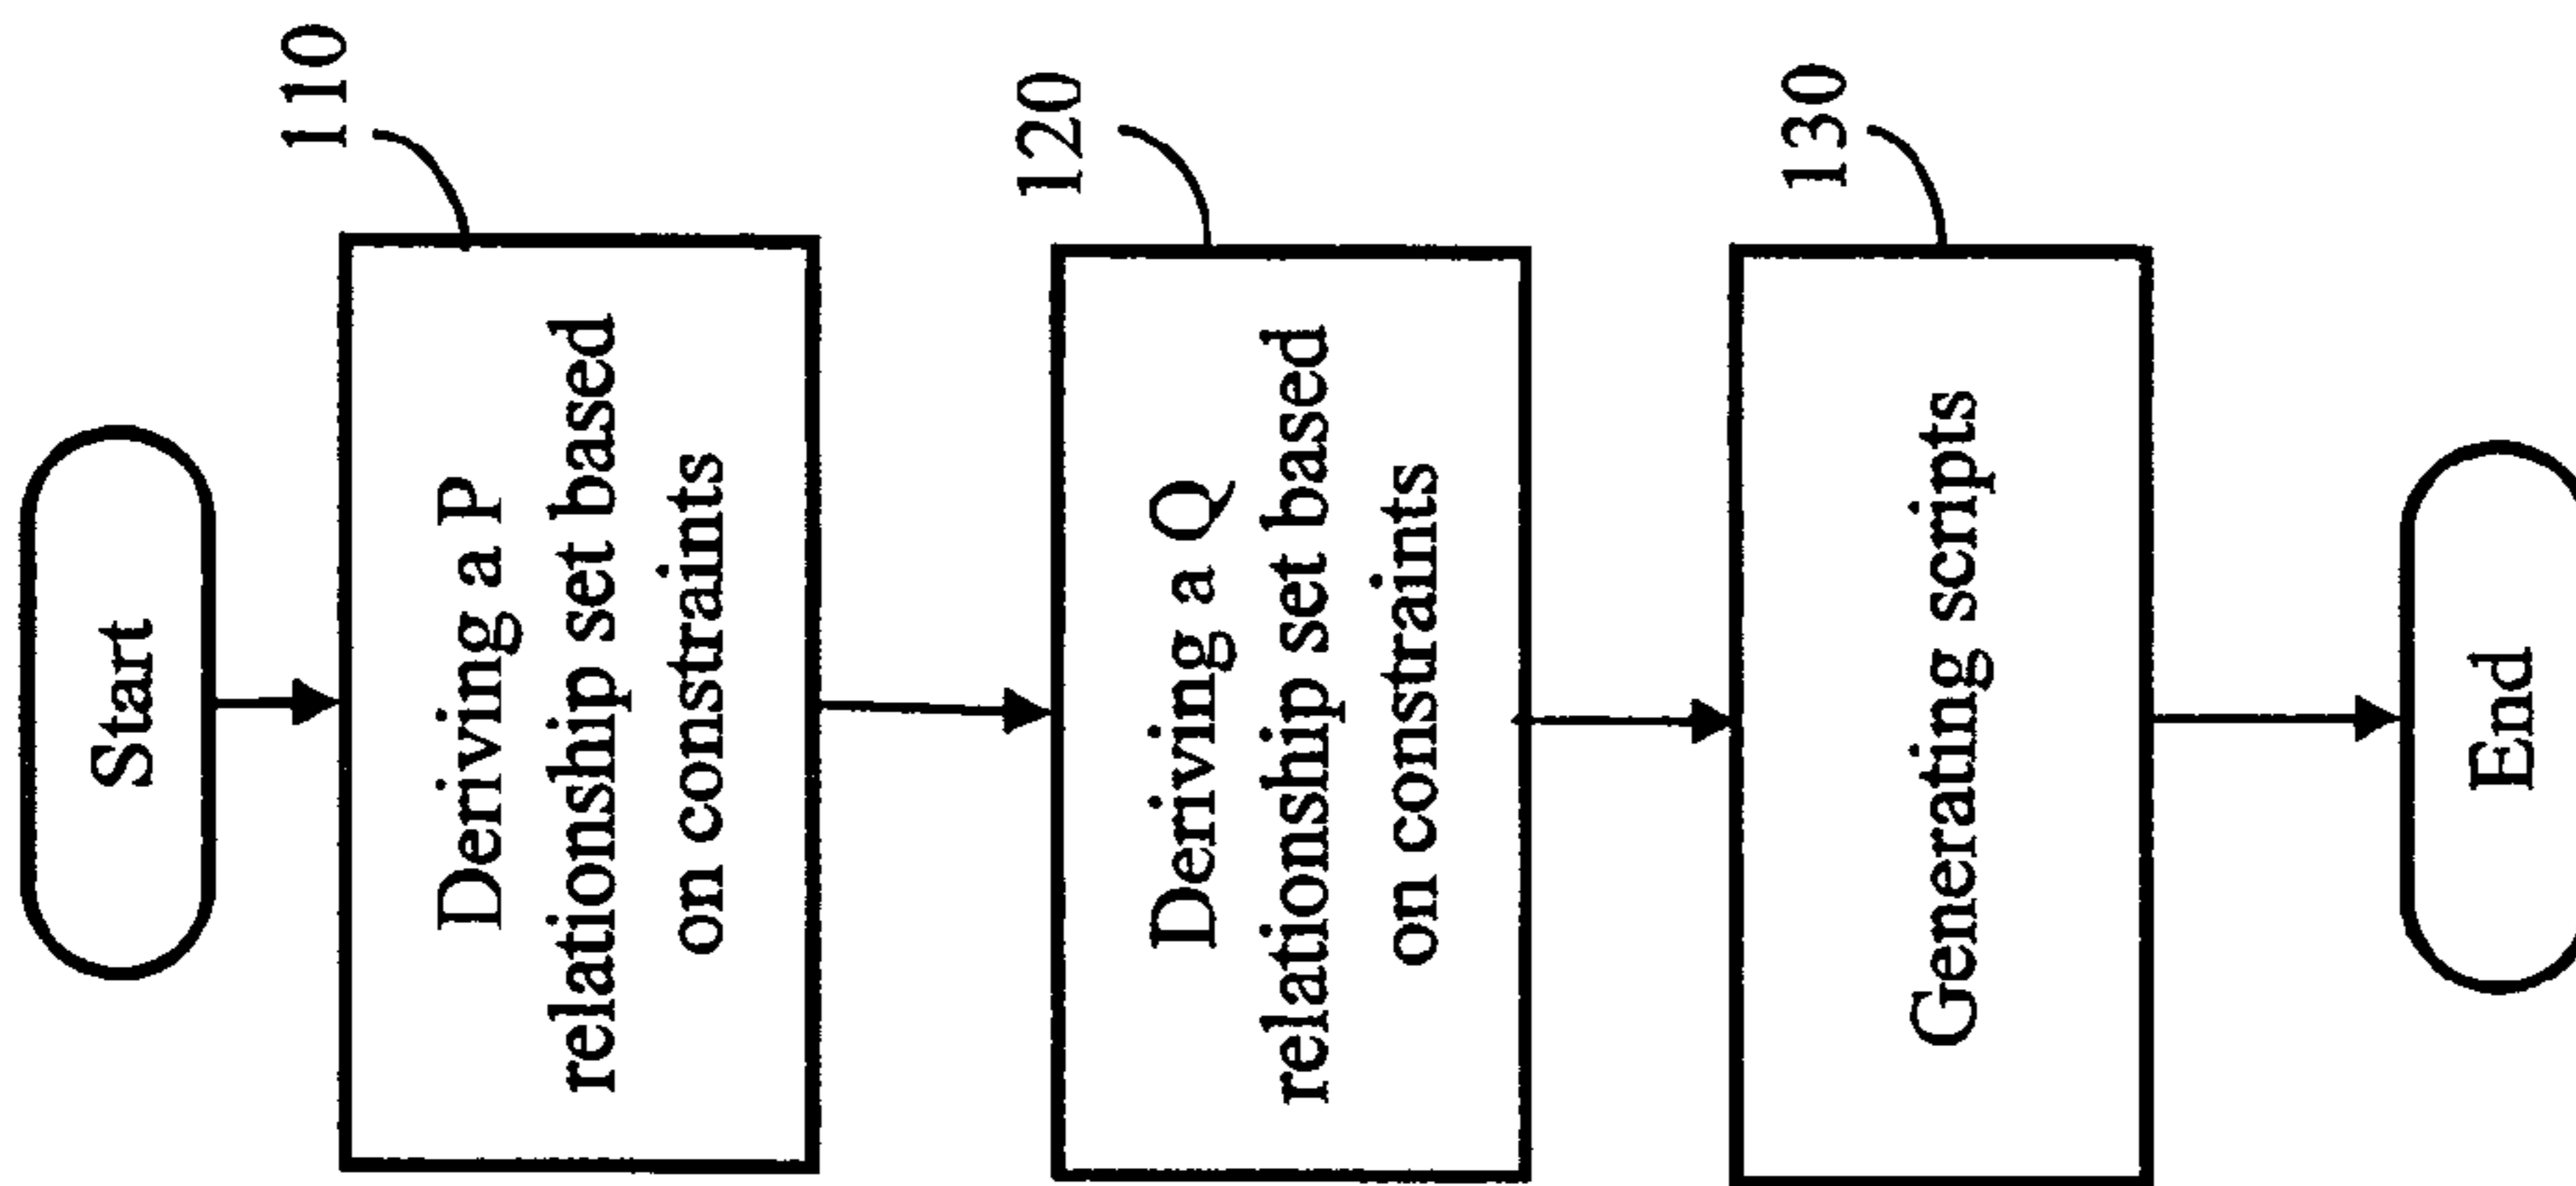 Start
110
Deriving a P
relationship set based
on constraints
120
Deriving a Q
relationship set based
on constraints
130
Generating scripts
End